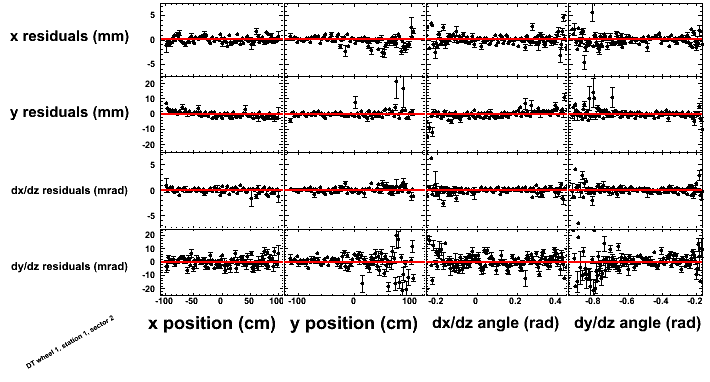 x residuals (mm)
5
0
-5
y residuals (mm)
20
10
0
-10
-20
dx/dz residuals (mrad)
5
0
-5
dy/dz residuals (mrad)
20
10
0
-10
-20
-100 -50 0 50 100 -100 0 100 -0.2 0 0.2 0.4 -0.8 -0.6 -0.4 -0.2
x position (cm) y position (cm) dx/dz angle (rad) dy/dz angle (rad)
DT wheel 1, station 1, sector 2